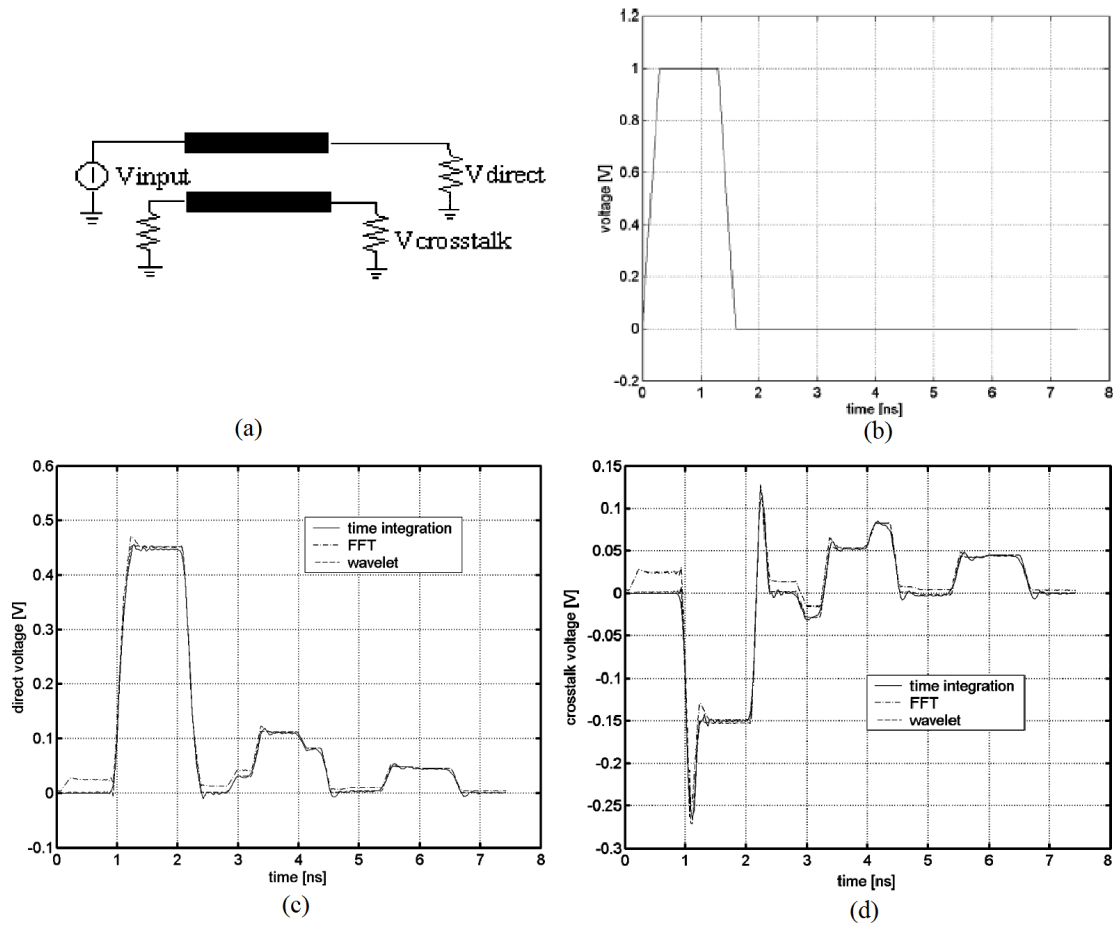 V input
V direct
V crosstalk
(a)
1.2
1
0.8
0.6
0.4
0.2
0
-0.2
voltage [V]
0 1 2 3 4 5 6 7 8
time [ns]
(b)
0.6
0.5
0.4
0.3
0.2
0.1
0
-0.1
direct voltage [V]
time integration
FFT
wavelet
0 1 2 3 4 5 6 7 8
time [ns]
(c)
0.15
0.1
0.05
0
-0.05
-0.1
-0.15
-0.2
-0.25
-0.3
crosstalk voltage [V]
time integration
FFT
wavelet
0 1 2 3 4 5 6 7 8
time [ns]
(d)